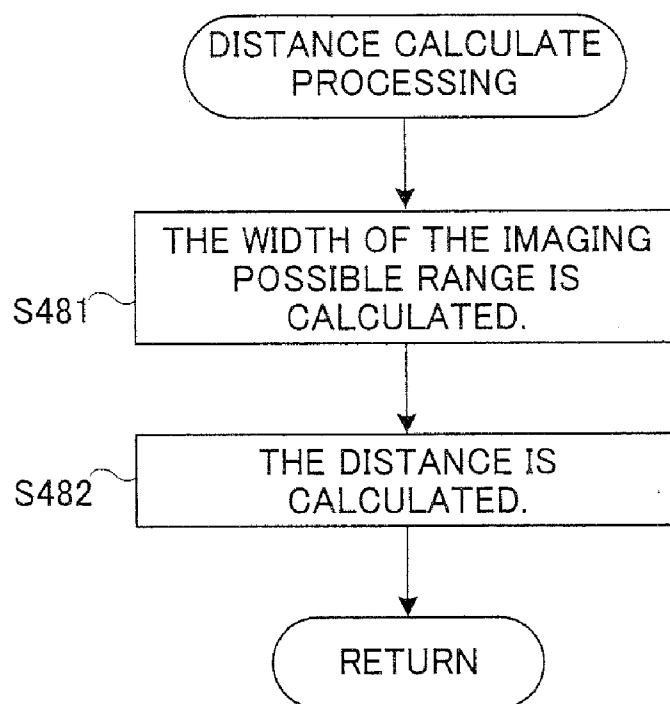 DISTANCE CALCULATE
PROCESSING
THE WIDTH OF THE IMAGING
POSSIBLE RANGE IS
CALCULATED.
S481
THE DISTANCE IS
CALCULATED.
S482
RETURN